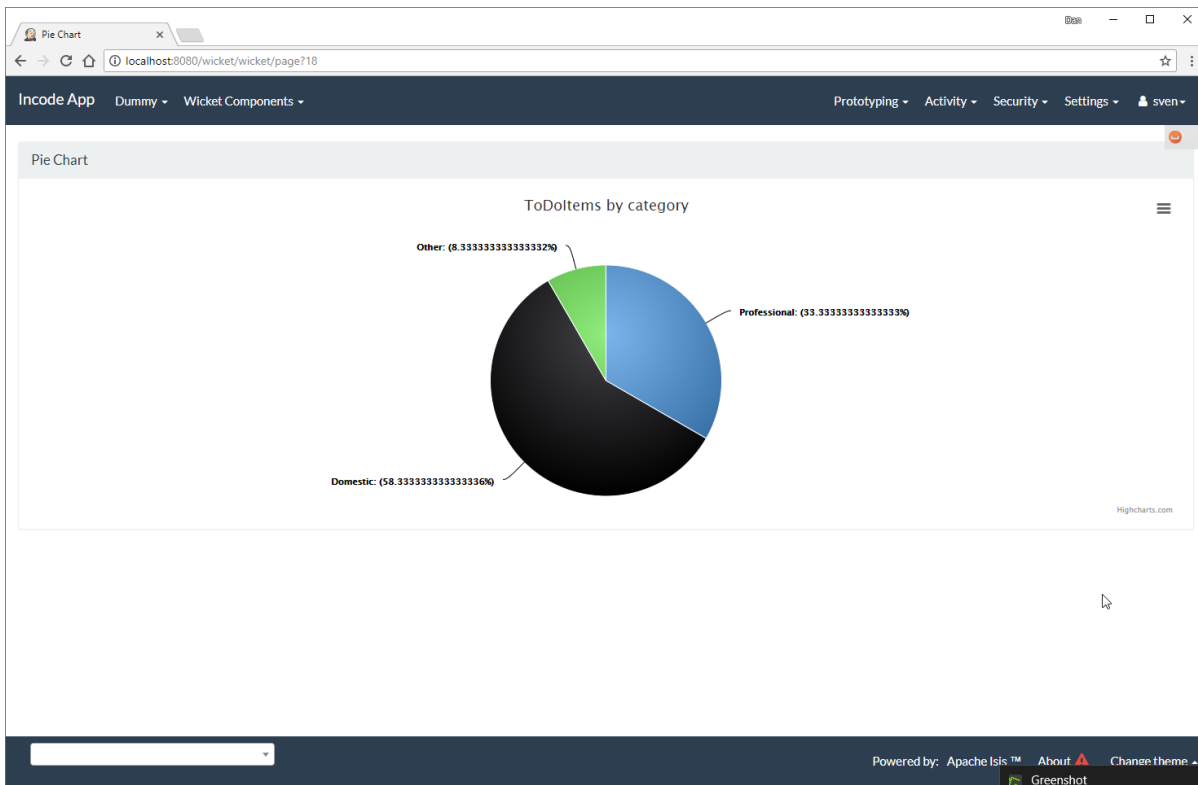 Dan
Pie Chart
localhost:8080/wicket/wicket/page?18
Incode App Dummy Wicket Components Prototyping Activity Security Settings sven
Pie Chart
ToDoItems by category
Other: (8.333333333333332%)
Professional: (33.33333333333333%)
Domestic: (58.333333333333336%)
Highcharts.com
Powered by: Apache Isis ™ About Change theme
Greenshot